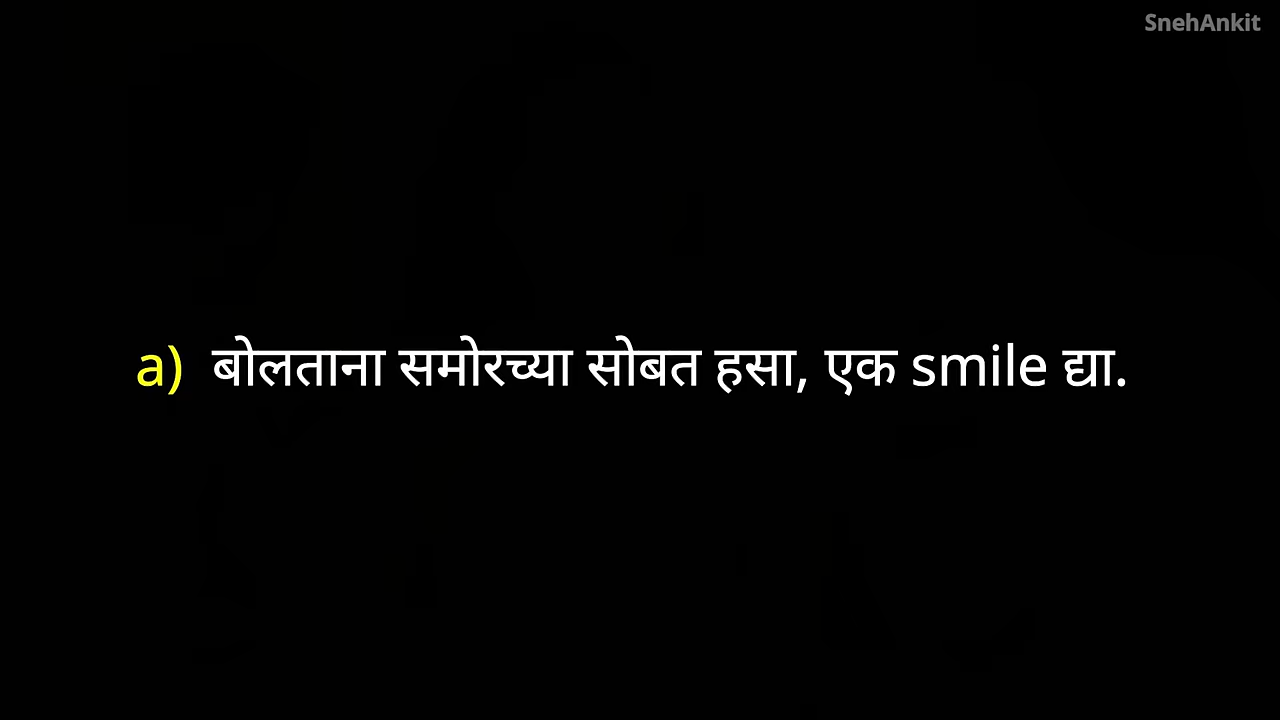 SnehAnkit
a) बोलताना समोरच्या सोबत हसा, एक smile द्या.